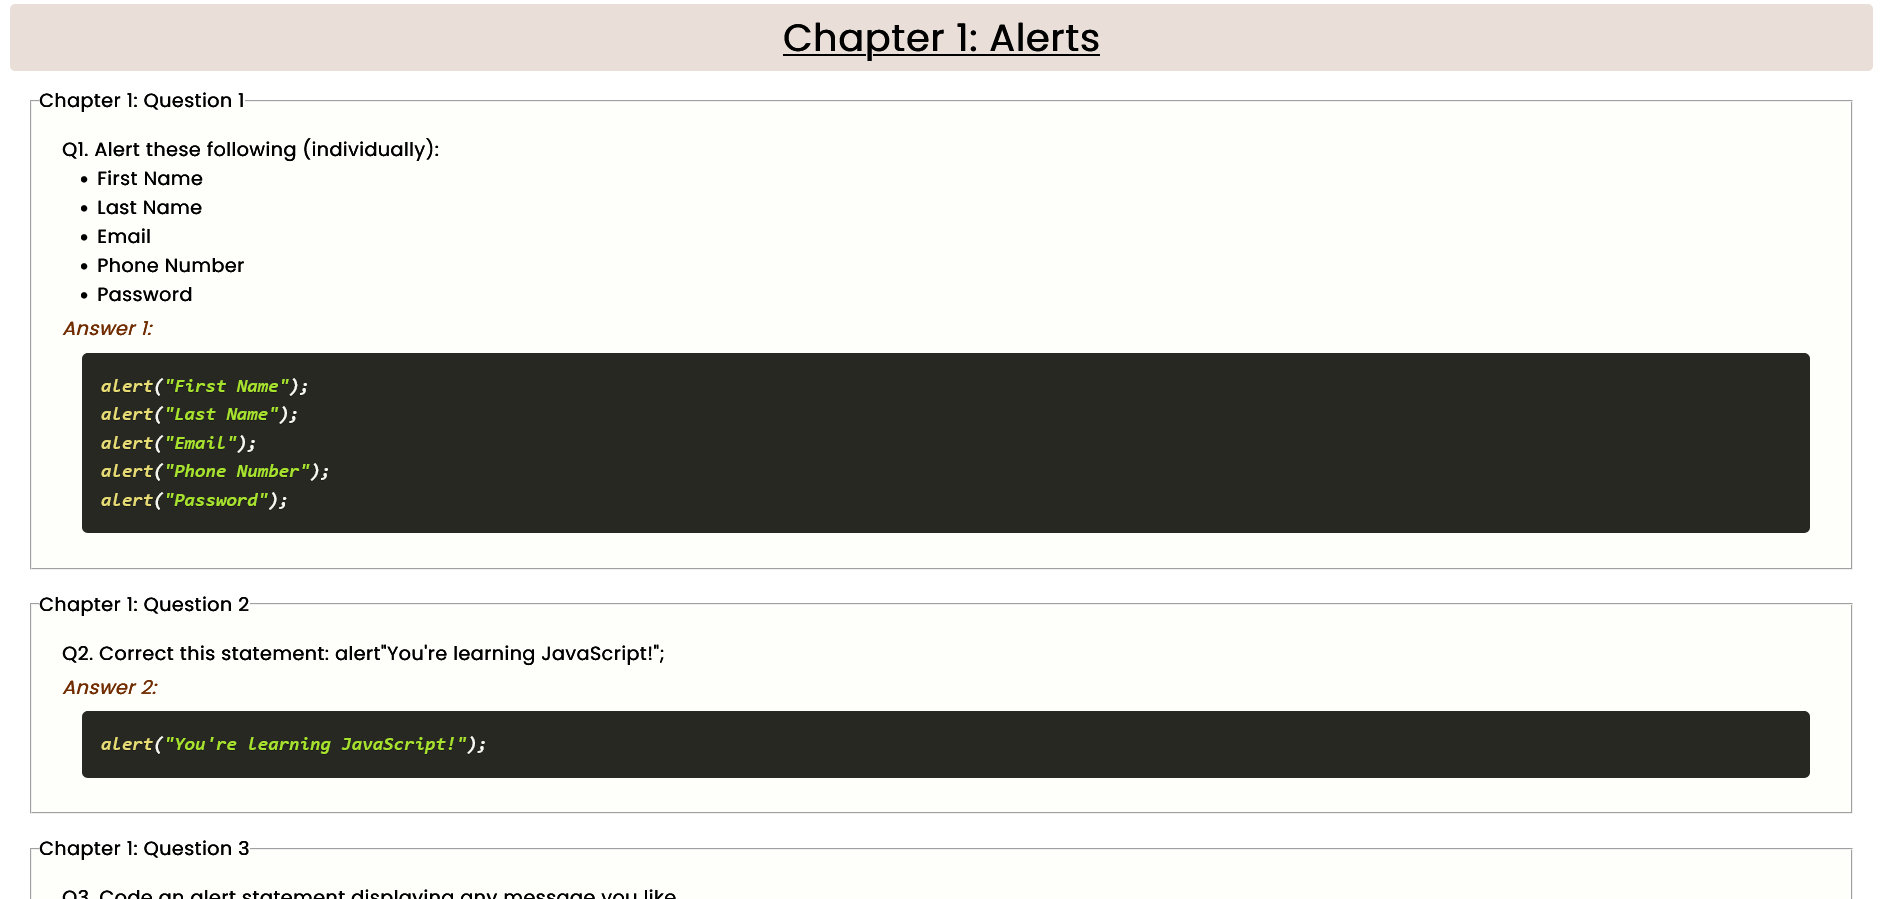 Chapter 1: Alerts
Chapter 1: Question 1
Q1. Alert these following (individually):
• First Name
• Last Name
• Email
• Phone Number
• Password
Answer 1:
alert("First Name");
alert("Last Name");
alert("Email");
alert("Phone Number");
alert("Password");
Chapter 1: Question 2
Q2. Correct this statement: alert"You're learning JavaScript!";
Answer 2:
alert("You're learning JavaScript!");
Chapter 1: Question 3
Q3. Code an alert statement displaying any message you like.